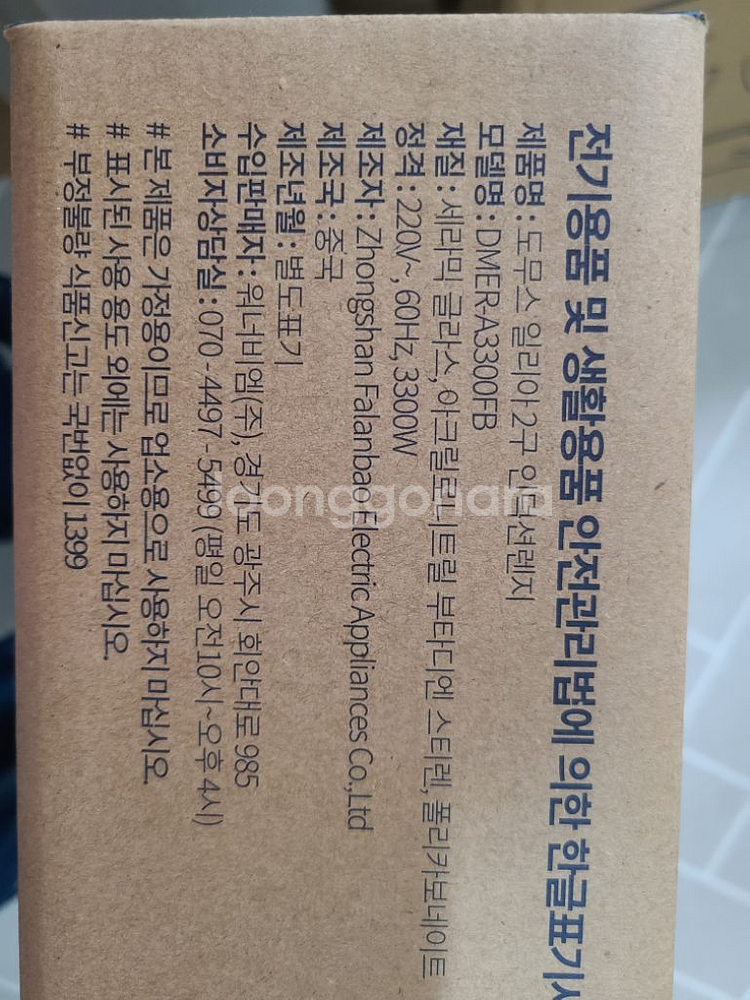 전기용품 및 생활용품 안전관리법에 의한 한글표기사
제품명 : 도무스 일리아 2구 인덕션렌지
모델명 : DMER-A3300FB
재질 : 세라믹 글라스, 아크릴로니트릴 부타디엔 스티렌, 폴리카보네이트
정격 : 220V~, 60Hz, 3300W
제조자 : Zhongshan Falanbao Electric Appliances Co.,Ltd
제조국 : 중국
제조년월 : 별도표기
수입판매자 : 워너비엠(주), 경기도 광주시 회안대로 985
소비자상담실 : 070 - 4497 - 5499 (평일 오전10시~오후 4시)
# 본 제품은 가정용이므로 업소용으로 사용하지 마십시오.
# 표시된 사용 용도 외에는 사용하지 마십시오.
# 부정불량 식품신고는 국번없이 1399
joonggonara